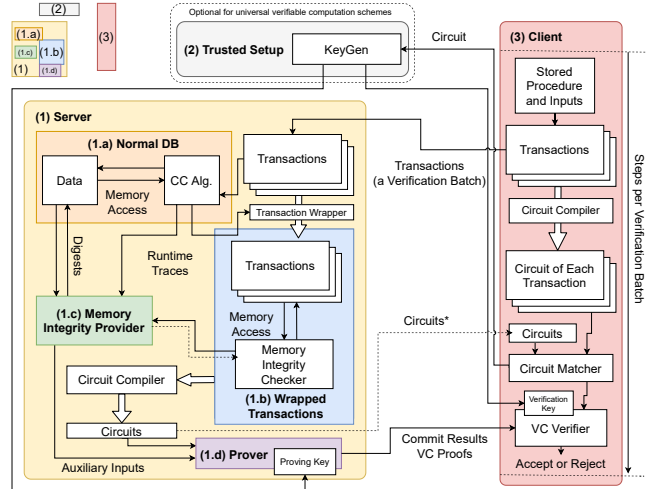 (2)
(1.a)
(1.c)
(1.b)
(1)
(1.d)
(3)
Optional for universal verifiable computation schemes
(2) Trusted Setup
KeyGen
Circuit
(3) Client
Stored
Procedure
and Inputs
Transactions
Circuit Compiler
Circuit of Each
Transaction
Circuits
Circuit Matcher
Verification
Key
VC Verifier
Accept or Reject
Steps per Verification Batch
(1) Server
(1.a) Normal DB
Data
CC Alg.
Memory
Access
Transactions
Transaction Wrapper
Transactions
(a Verification Batch)
Digests
Runtime
Traces
Transactions
Memory
Access
(1.c) Memory
Integrity Provider
Memory
Integrity
Checker
(1.b) Wrapped
Transactions
Circuits*
Circuit Compiler
Circuits
Auxiliary Inputs
(1.d) Prover
Proving Key
Commit Results
VC Proofs